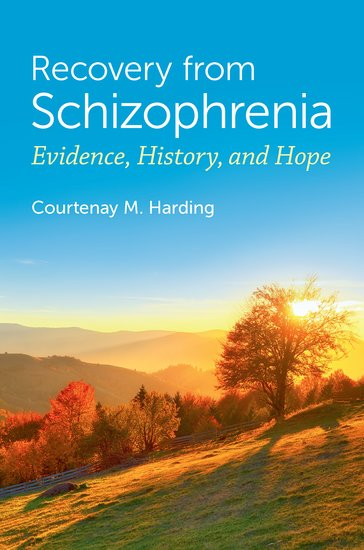 Recovery from
Schizophrenia
Evidence, History, and Hope
Courtenay M. Harding